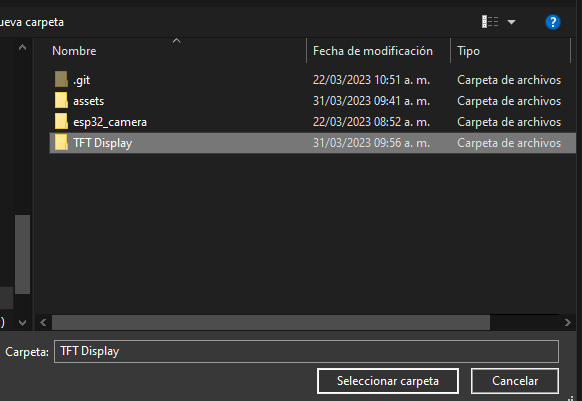 ueva carpeta
?
Nombre Fecha de modificación Tipo
.git 22/03/2023 10:51 a. m. Carpeta de archivos
assets 31/03/2023 09:41 a. m. Carpeta de archivos
esp32_camera 22/03/2023 08:52 a. m. Carpeta de archivos
TFT Display 31/03/2023 09:56 a. m. Carpeta de archivos
)
Carpeta: TFT Display
Seleccionar carpeta Cancelar